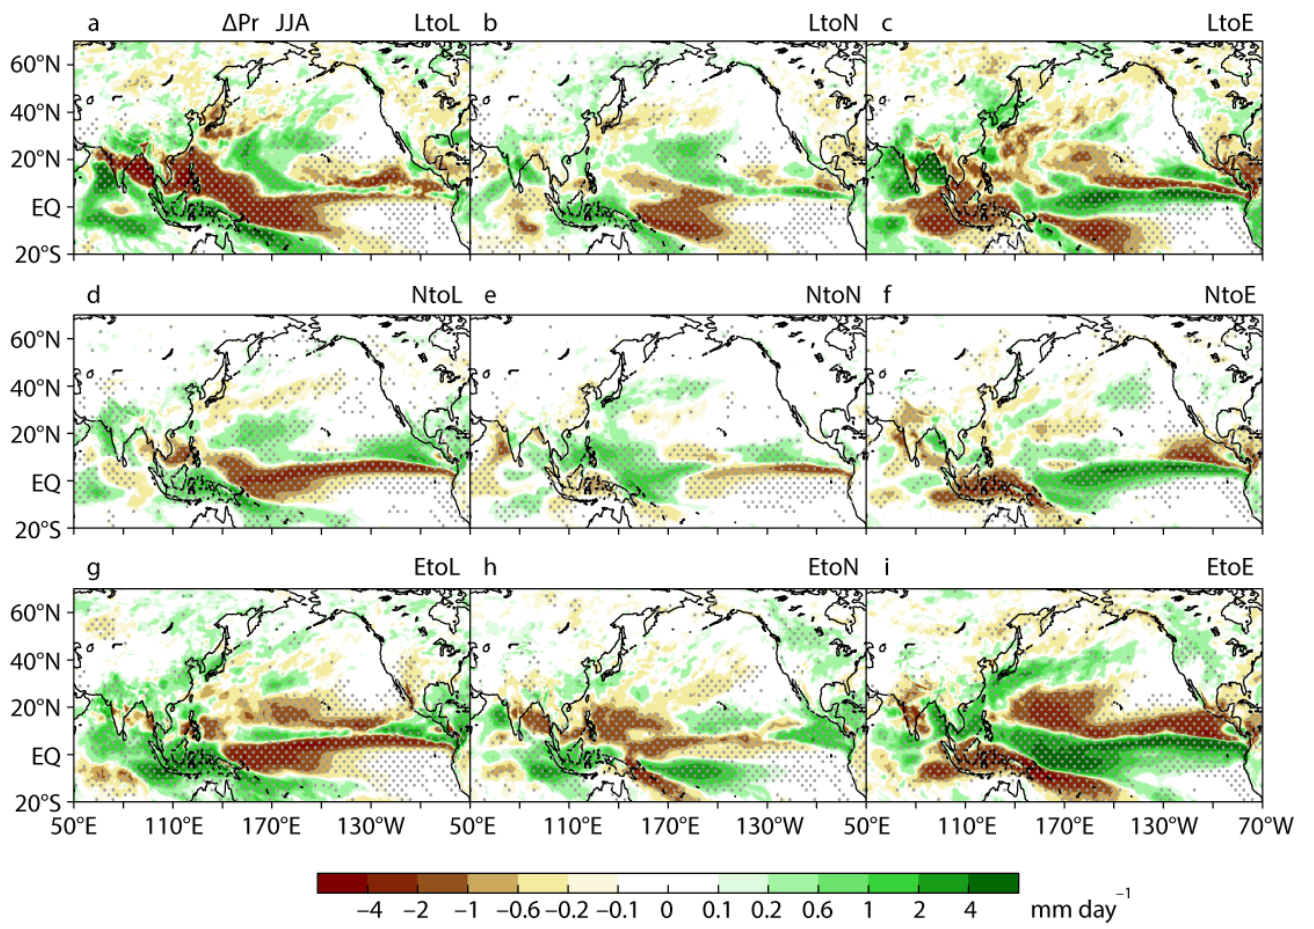 a ΔPr JJA LtoL b LtoN c LtoE
60°N
40°N
20°N
EQ
20°S
d NtoL e NtoN f NtoE
60°N
40°N
20°N
EQ
20°S
g EtoL h EtoN i EtoE
60°N
40°N
20°N
EQ
20°S
50°E 110°E 170°E 130°W 50°E 110°E 170°E 130°W 50°E 110°E 170°E 130°W 70°W
−4 −2 −1 −0.6 −0.2 −0.1 0 0.1 0.2 0.6 1 2 4 mm day⁻¹